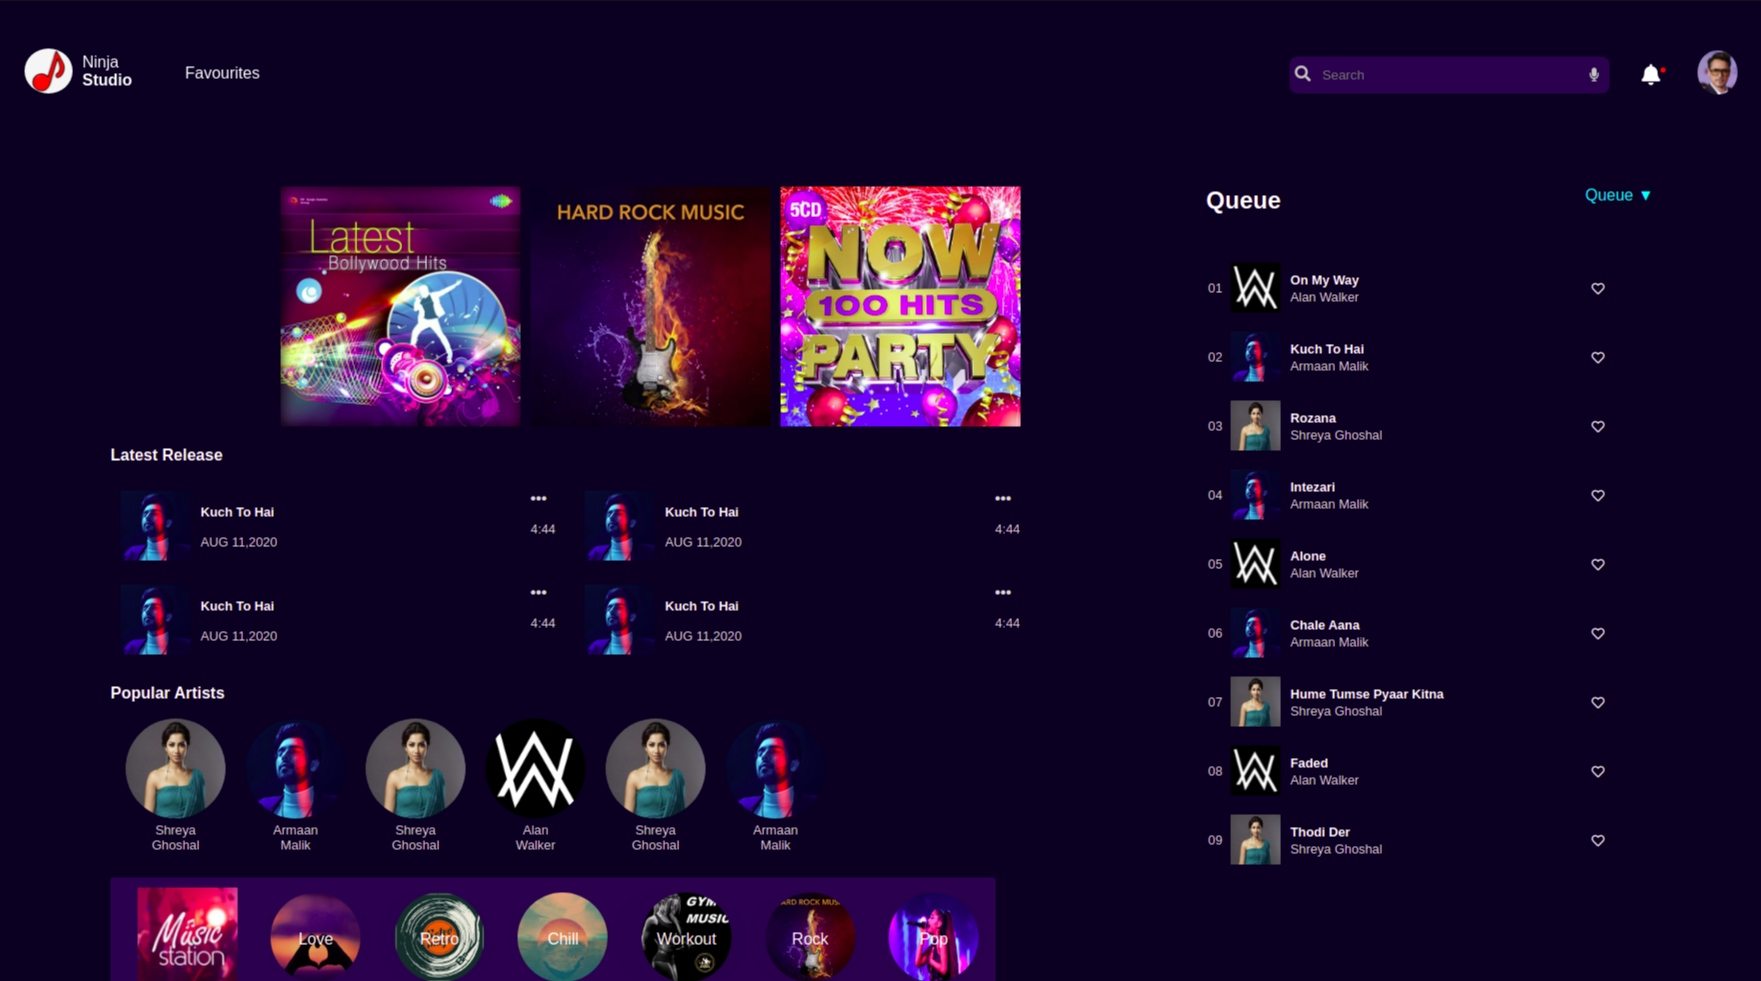 Ninja
Studio
Favourites
Search
Latest
Bollywood Hits
HARD ROCK MUSIC
5CD
NOW
100 HITS
PARTY
Latest Release
Kuch To Hai
AUG 11,2020
•••
4:44
Kuch To Hai
AUG 11,2020
•••
4:44
Kuch To Hai
AUG 11,2020
•••
4:44
Kuch To Hai
AUG 11,2020
•••
4:44
Popular Artists
Shreya
Ghoshal
Armaan
Malik
Shreya
Ghoshal
Alan
Walker
Shreya
Ghoshal
Armaan
Malik
Music
station
Love
Retro
Chill
GYM
MUSIC
Workout
ARD ROCK MUS
Rock
Pop
Queue
Queue ▼
01
On My Way
Alan Walker
02
Kuch To Hai
Armaan Malik
03
Rozana
Shreya Ghoshal
04
Intezari
Armaan Malik
05
Alone
Alan Walker
06
Chale Aana
Armaan Malik
07
Hume Tumse Pyaar Kitna
Shreya Ghoshal
08
Faded
Alan Walker
09
Thodi Der
Shreya Ghoshal